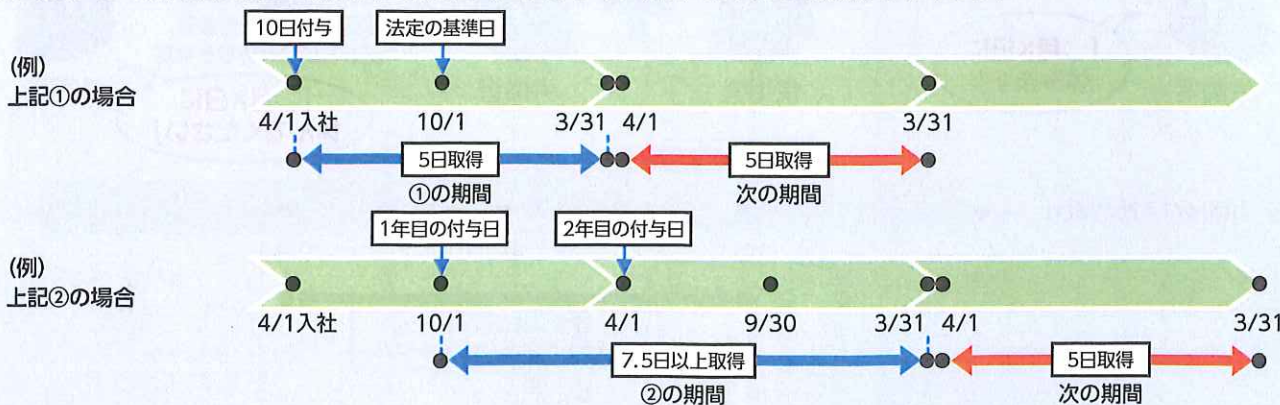 10日付与
法定の基準日
(例)
上記①の場合
4/1入社
10/1
3/31
4/1
3/31
5日取得
①の期間
5日取得
次の期間
1年目の付与日
2年目の付与日
(例)
上記②の場合
4/1入社
10/1
4/1
9/30
3/31
4/1
3/31
7.5日以上取得
②の期間
5日取得
次の期間